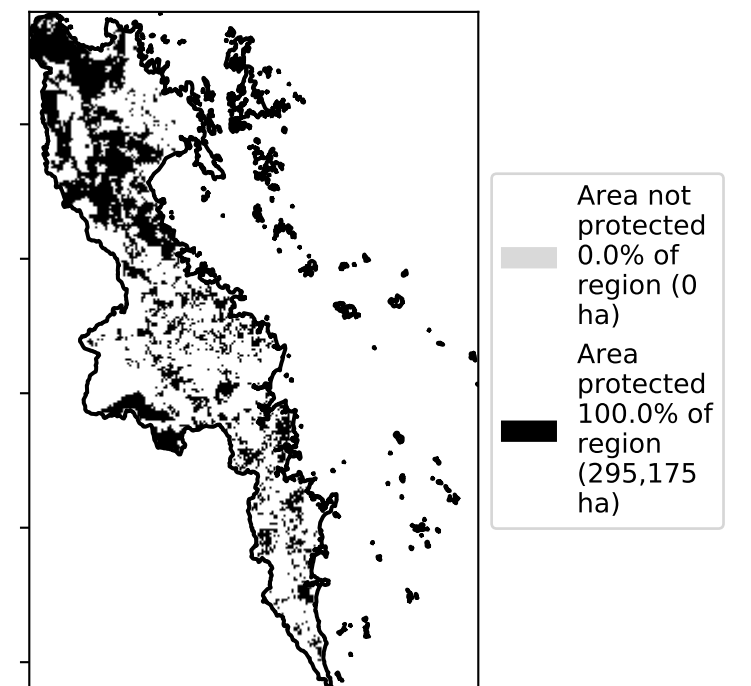 Area not
protected
0.0% of
region (0
ha)
Area
protected
100.0% of
region
(295,175
ha)